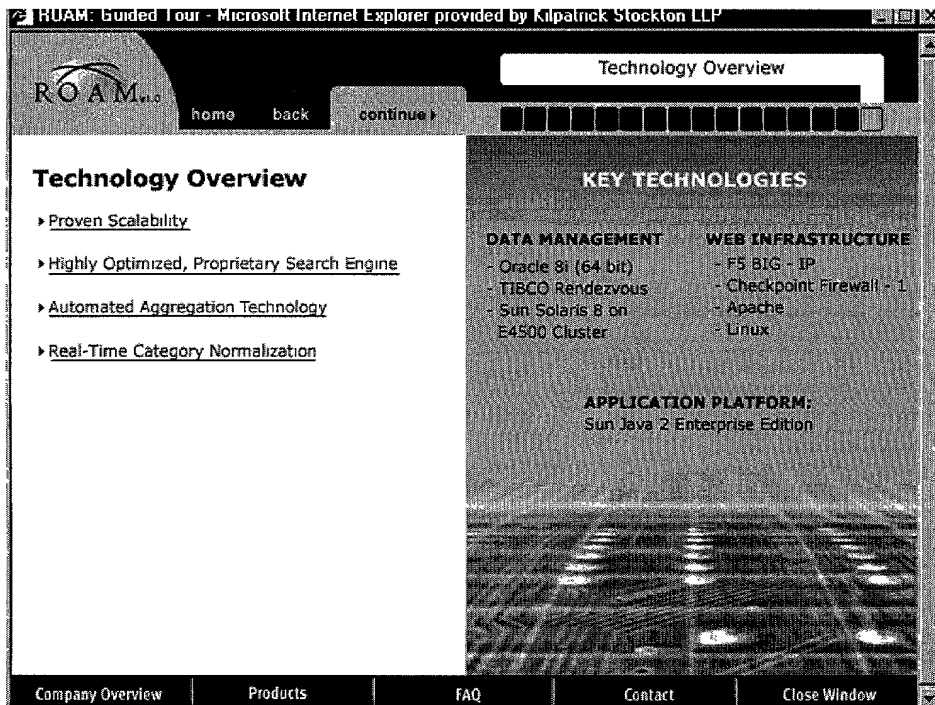 ROAM: Guided Tour - Microsoft Internet Explorer provided by Kilpatrick Stockton LLP
Technology Overview
ROAM v1.0
home back continue
Technology Overview
Proven Scalability
Highly Optimized, Proprietary Search Engine
Automated Aggregation Technology
Real-Time Category Normalization
KEY TECHNOLOGIES
DATA MANAGEMENT
- Oracle 8i (64 bit)
- TIBCO Rendezvous
- Sun Solaris 8 on
E4500 Cluster
WEB INFRASTRUCTURE
- F5 BIG - IP
- Checkpoint Firewall - 1
- Apache
- Linux
APPLICATION PLATFORM:
Sun Java 2 Enterprise Edition
Company Overview Products FAQ Contact Close Window